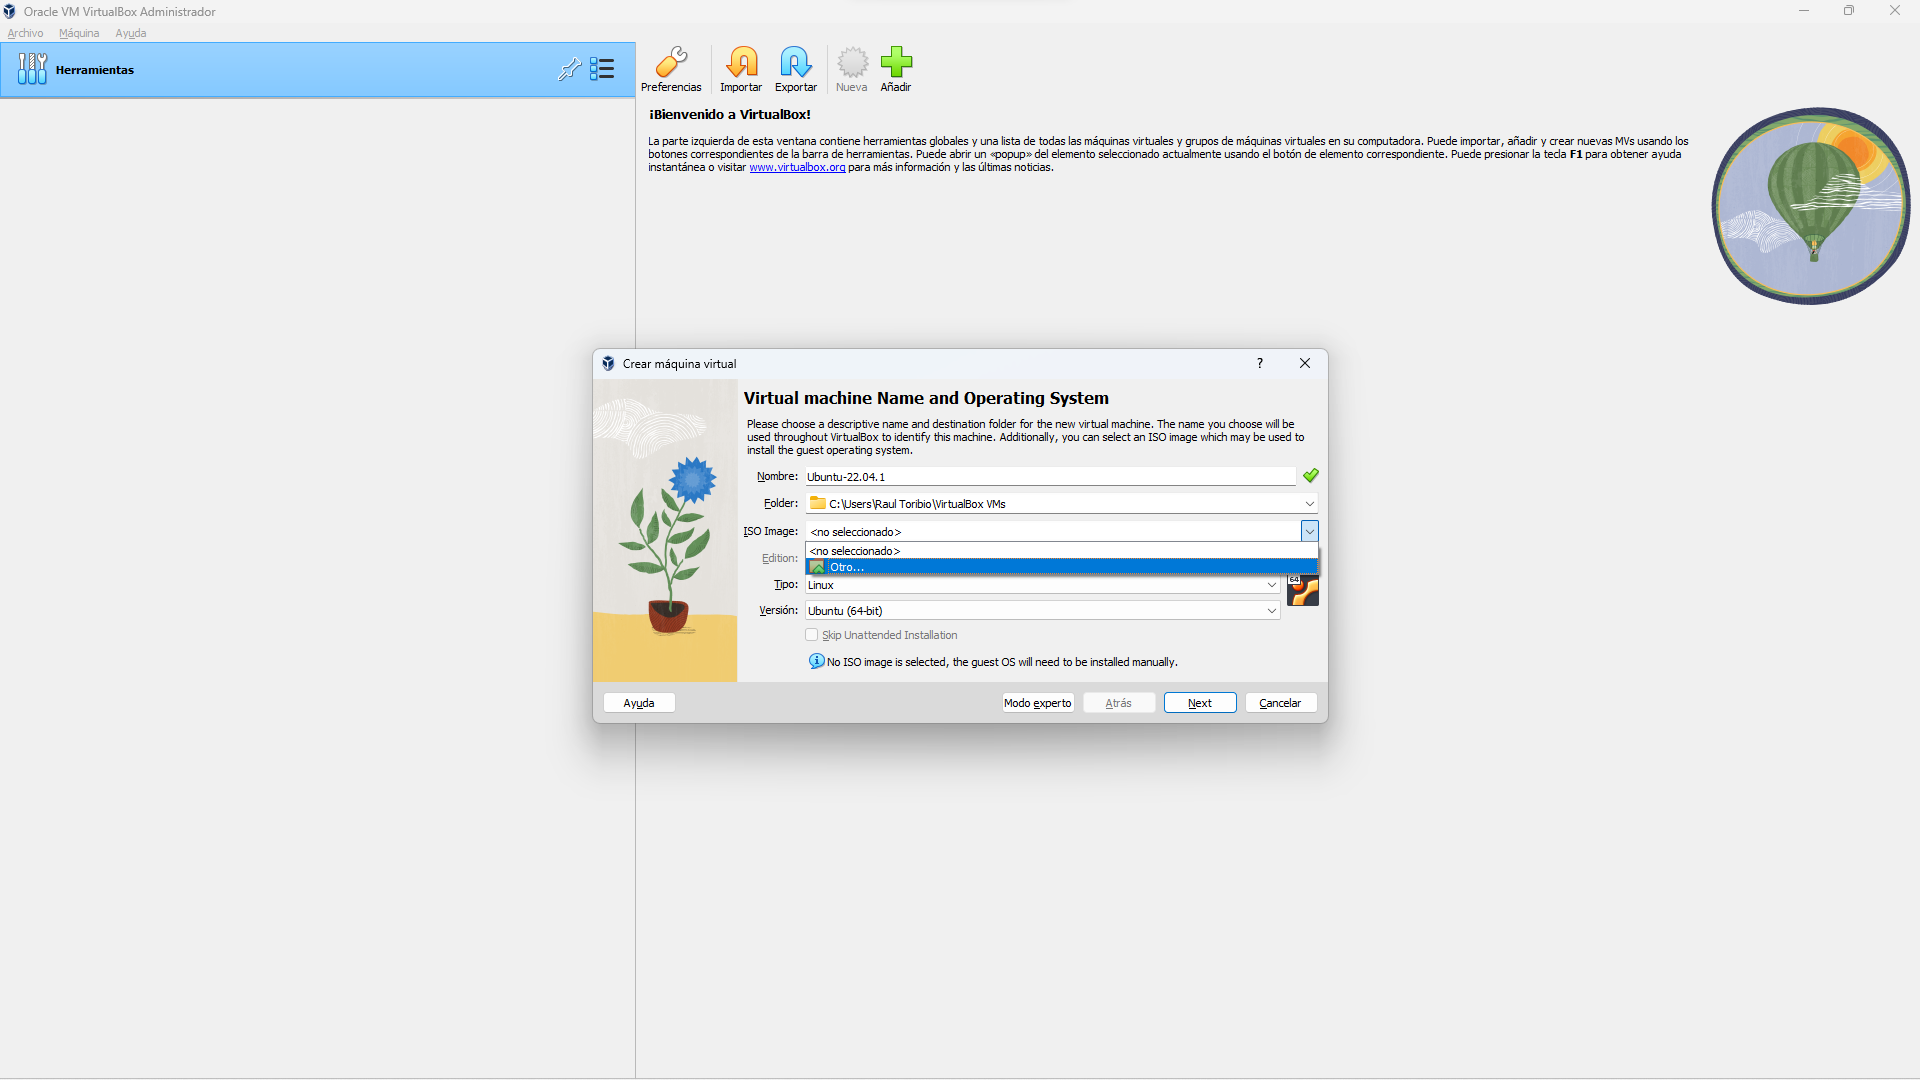 Oracle VM VirtualBox Administrador
Archivo Máquina Ayuda
Herramientas
Preferencias Importar Exportar Nueva Añadir
¡Bienvenido a VirtualBox!
La parte izquierda de esta ventana contiene herramientas globales y una lista de todas las máquinas virtuales y grupos de máquinas virtuales en su computadora. Puede importar, añadir y crear nuevas MVs usando los
botones correspondientes de la barra de herramientas. Puede abrir un «popup» del elemento seleccionado actualmente usando el botón de elemento correspondiente. Puede presionar la tecla F1 para obtener ayuda
instantánea o visitar www.virtualbox.org para más información y las últimas noticias.
Crear máquina virtual ?
Virtual machine Name and Operating System
Please choose a descriptive name and destination folder for the new virtual machine. The name you choose will be
used throughout VirtualBox to identify this machine. Additionally, you can select an ISO image which may be used to
install the guest operating system.
Nombre: Ubuntu-22.04.1
Folder: C:\Users\Raul Toribio\VirtualBox VMs
ISO Image: <no seleccionado>
<no seleccionado>
Edition:
Otro...
Tipo: Linux
64
Versión: Ubuntu (64-bit)
Skip Unattended Installation
No ISO image is selected, the guest OS will need to be installed manually.
Ayuda Modo experto Atrás Next Cancelar